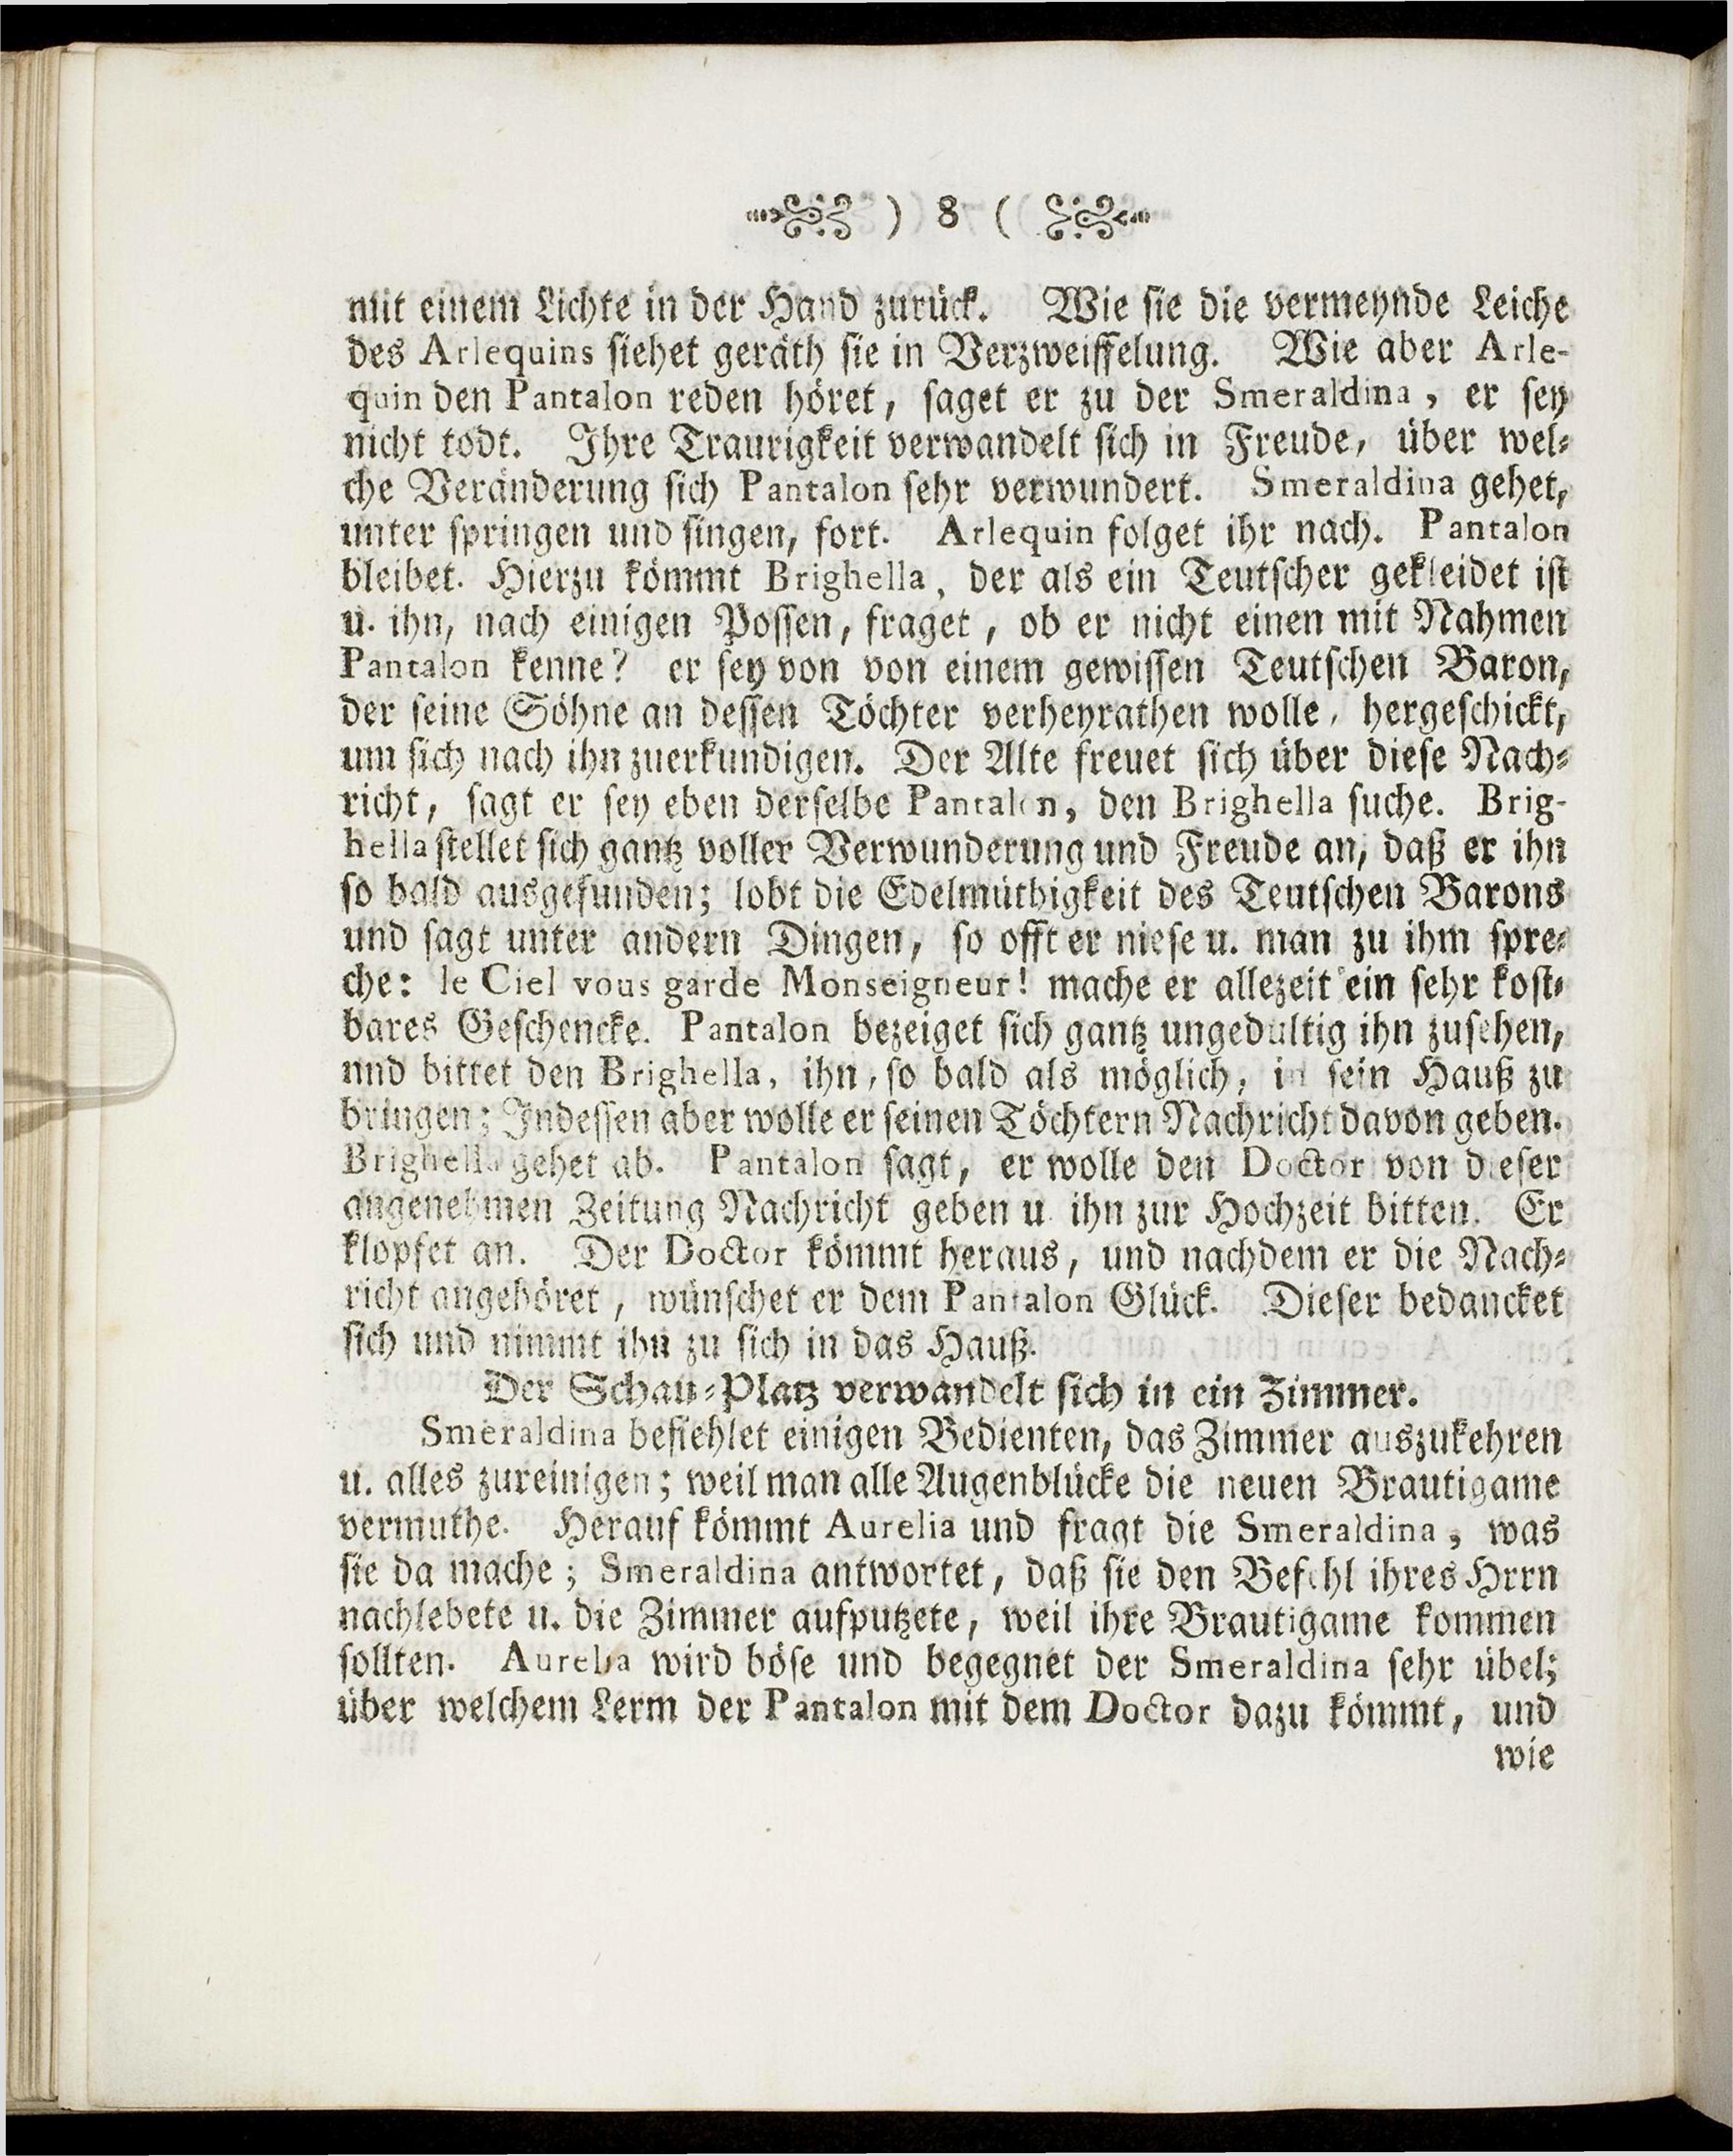 ) 8 (
mit einem Lichte in der Hand zurück. Wie sie die vermeynde Leiche
des Arlequins siehet geräth sie in Verzweiffelung. Wie aber Arle-
quin den Pantalon reden höret, saget er zu der Smeraldina, er sey
nicht todt. Ihre Traurigkeit verwandelt sich in Freude, über wel-
che Veränderung sich Pantalon sehr verwundert. Smeraldina gehet,
unter springen und singen, fort. Arlequin folget ihr nach. Pantalon
bleibet. Hierzu kömmt Brighella, der als ein Teutscher gekleidet ist
u. ihn, nach einigen Possen, fraget, ob er nicht einen mit Nahmen
Pantalon kenne? er sey von von einem gewissen Teutschen Baron,
der seine Söhne an dessen Töchter verheyrathen wolle, hergeschickt,
um sich nach ihn zuerkundigen. Der Alte freuet sich über diese Nach-
richt, sagt er sey eben derselbe Pantalon, den Brighella suche. Brig-
hella stellet sich gantz voller Verwunderung und Freude an, daß er ihn
so bald ausgefunden; lobt die Edelmüthigkeit des Teutschen Barons
und sagt unter andern Dingen, so offt er niese u. man zu ihm spre-
che: le Ciel vous garde Monseigneur! mache er allezeit ein sehr kost-
bares Geschencke. Pantalon bezeiget sich gantz ungedultig ihn zusehen,
nnd bittet den Brighella, ihn, so bald als möglich, in sein Hauß zu
bringen; Indessen aber wolle er seinen Töchtern Nachricht davon geben.
Brighella gehet ab. Pantalon sagt, er wolle den Doctor von dieser
angenehmen Zeitung Nachricht geben u. ihn zur Hochzeit bitten. Er
klopfet an. Der Doctor kömmt heraus, und nachdem er die Nach-
richt angehöret, wünschet er dem Pantalon Glück. Dieser bedancket
sich und nimmt ihn zu sich in das Hauß.
Der Schau-Platz verwandelt sich in ein Zimmer.
Smeraldina befiehlet einigen Bedienten, das Zimmer auszukehren
u. alles zureinigen; weil man alle Augenblücke die neuen Brautigame
vermuthe. Herauf kömmt Aurelia und fragt die Smeraldina, was
sie da mache; Smeraldina antwortet, daß sie den Befehl ihres Hrrn
nachlebete u. die Zimmer aufputzete, weil ihre Brautigame kommen
sollten. Aurelia wird böse und begegnet der Smeraldina sehr übel;
über welchem Lerm der Pantalon mit dem Doctor dazu kömmt, und
wie